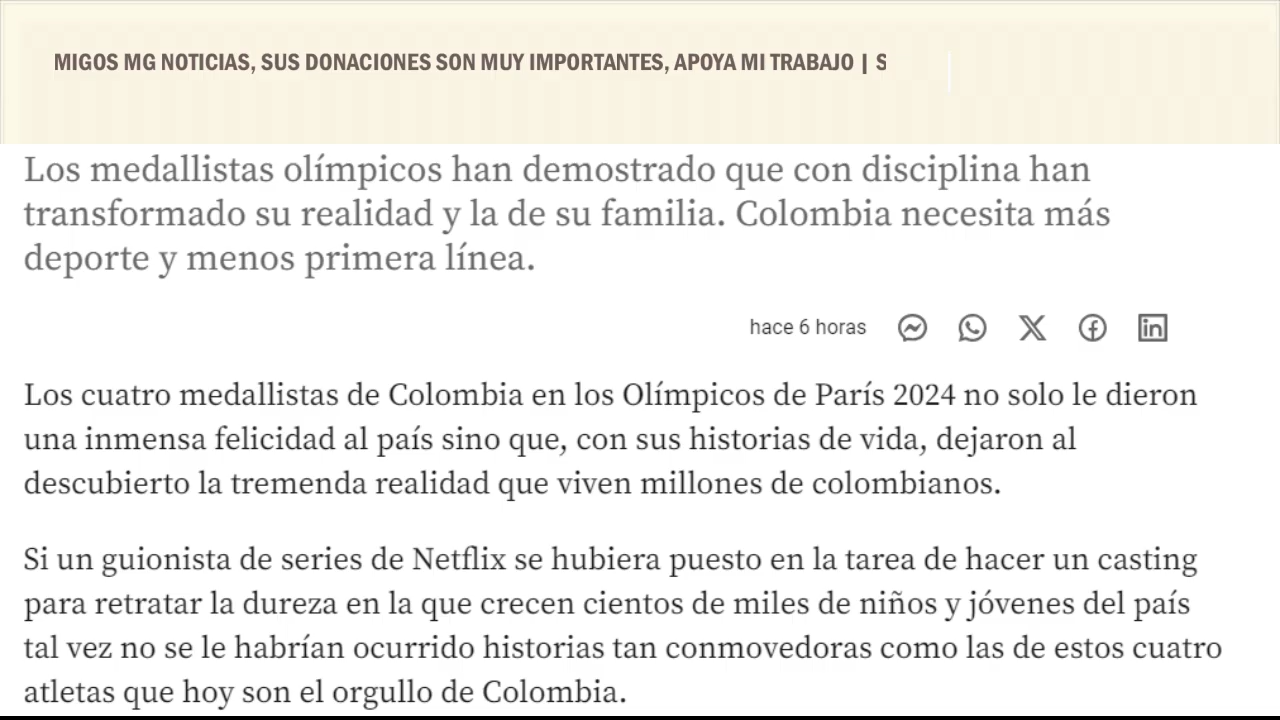 MIGOS MG NOTICIAS, SUS DONACIONES SON MUY IMPORTANTES, APOYA MI TRABAJO | S
Los medallistas olímpicos han demostrado que con disciplina han
transformado su realidad y la de su familia. Colombia necesita más
deporte y menos primera línea.
hace 6 horas
Los cuatro medallistas de Colombia en los Olímpicos de París 2024 no solo le dieron
una inmensa felicidad al país sino que, con sus historias de vida, dejaron al
descubierto la tremenda realidad que viven millones de colombianos.
Si un guionista de series de Netflix se hubiera puesto en la tarea de hacer un casting
para retratar la dureza en la que crecen cientos de miles de niños y jóvenes del país
tal vez no se le habrían ocurrido historias tan conmovedoras como las de estos cuatro
atletas que hoy son el orgullo de Colombia.